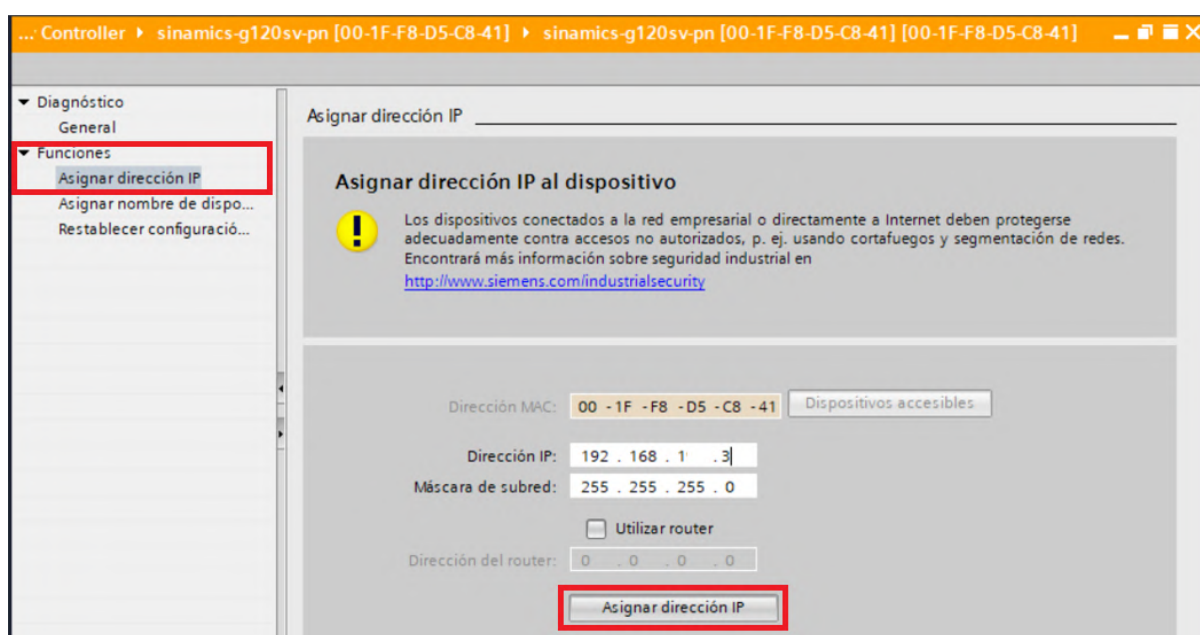 ...: Controller ▸ sinamics-g120sv-pn [00-1F-F8-D5-C8-41] ▸ sinamics-g120sv-pn [00-1F-F8-D5-C8-41] [00-1F-F8-D5-C8-41]
Diagnóstico
General
Funciones
Asignar dirección IP
Asignar nombre de dispo...
Restablecer configuració...
Asignar dirección IP
Asignar dirección IP al dispositivo
Los dispositivos conectados a la red empresarial o directamente a Internet deben protegerse
adecuadamente contra accesos no autorizados, p. ej. usando cortafuegos y segmentación de redes.
Encontrará más información sobre seguridad industrial en
http://www.siemens.com/industrialsecurity
Dirección MAC: 00 -1F -F8 -D5 -C8 -41 Dispositivos accesibles
Dirección IP: 192 . 168 . 1 . 3
Máscara de subred: 255 . 255 . 255 . 0
Utilizar router
Dirección del router: 0 . 0 . 0 . 0
Asignar dirección IP